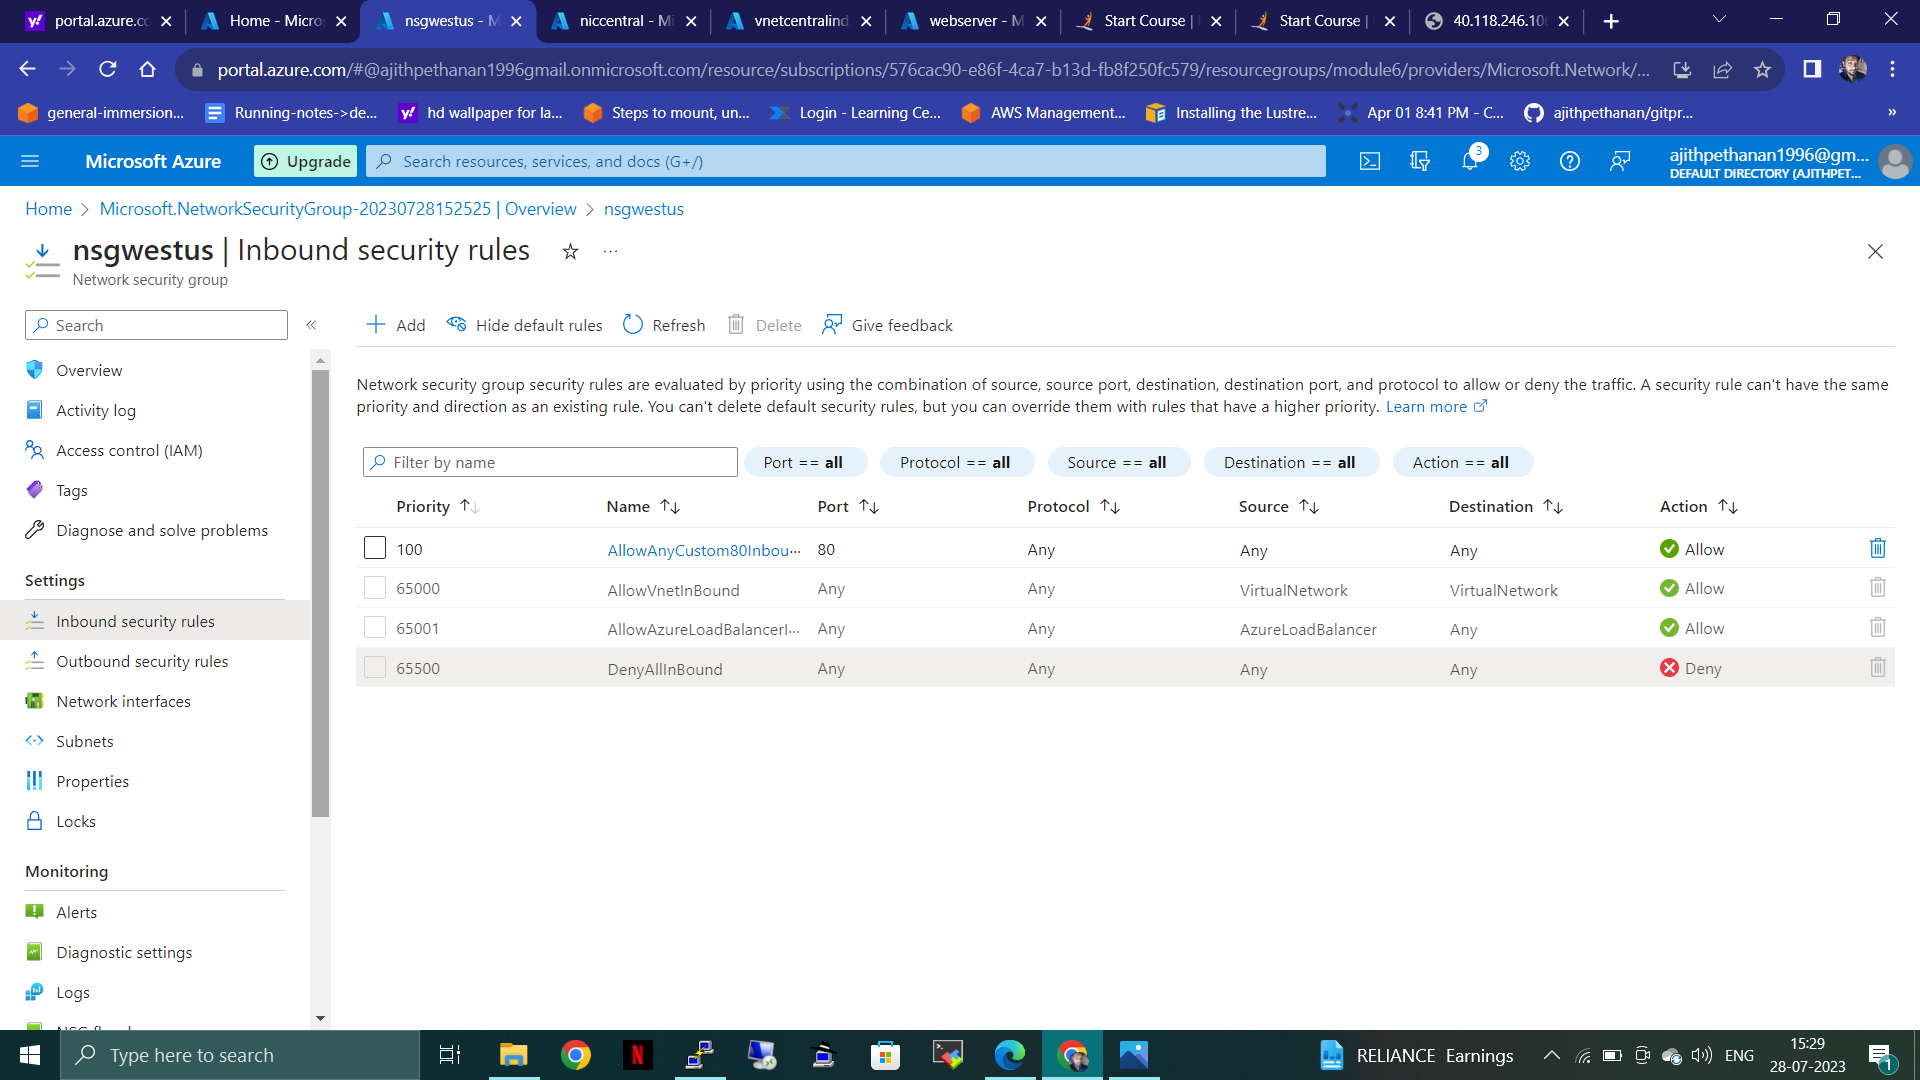 portal.azure.co
Home - Micros
nsgwestus - M
niccentral - Mi
vnetcentralind
webserver - M
Start Course |
Start Course |
40.118.246.10
portal.azure.com/#@ajithpethanan1996gmail.onmicrosoft.com/resource/subscriptions/576cac90-e86f-4ca7-b13d-fb8f250fc579/resourcegroups/module6/providers/Microsoft.Network/...
general-immersion...
Running-notes->de...
hd wallpaper for la...
Steps to mount, un...
Login - Learning Ce...
AWS Management...
Installing the Lustre...
Apr 01 8:41 PM - C...
ajithpethanan/gitpr...
»
Microsoft Azure
Upgrade
Search resources, services, and docs (G+/)
3
ajithpethanan1996@gm...
DEFAULT DIRECTORY (AJITHPET...
Home > Microsoft.NetworkSecurityGroup-20230728152525 | Overview > nsgwestus
nsgwestus | Inbound security rules ...
Network security group
Search «
Add
Hide default rules
Refresh
Delete
Give feedback
Overview
Activity log
Access control (IAM)
Tags
Diagnose and solve problems
Settings
Inbound security rules
Outbound security rules
Network interfaces
Subnets
Properties
Locks
Monitoring
Alerts
Diagnostic settings
Logs
Network security group security rules are evaluated by priority using the combination of source, source port, destination, destination port, and protocol to allow or deny the traffic. A security rule can't have the same
priority and direction as an existing rule. You can't delete default security rules, but you can override them with rules that have a higher priority. Learn more
Filter by name
Port == all
Protocol == all
Source == all
Destination == all
Action == all
Priority Name Port Protocol Source Destination Action
100 AllowAnyCustom80Inbou... 80 Any Any Any Allow
65000 AllowVnetInBound Any Any VirtualNetwork VirtualNetwork Allow
65001 AllowAzureLoadBalancerI... Any Any AzureLoadBalancer Any Allow
65500 DenyAllInBound Any Any Any Any Deny
Type here to search
N
RELIANCE Earnings
ENG
15:29
28-07-2023
1